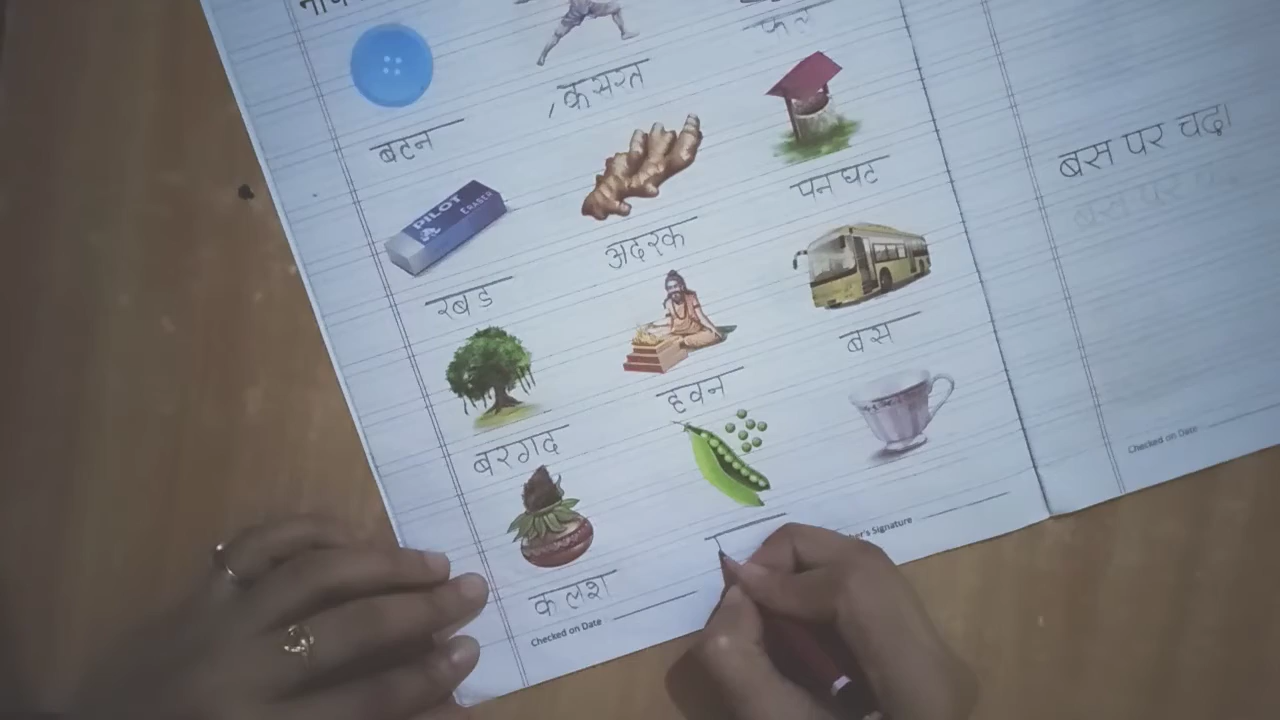 कसरत
बटन
पनघट
PILOT
ERASER
अदरक
रबड
बस
हवन
बरगद
कलश
Checked on Date
's Signature
बस पर चढ़।
Checked on Date